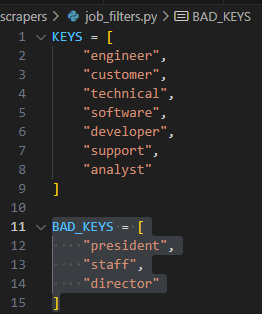 scrapers > job_filters.py > BAD_KEYS
1 KEYS = [
2     "engineer",
3     "customer",
4     "technical",
5     "software",
6     "developer",
7     "support",
8     "analyst"
9 ]
10
11 BAD_KEYS = [
12     "president",
13     "staff",
14     "director"
15 ]